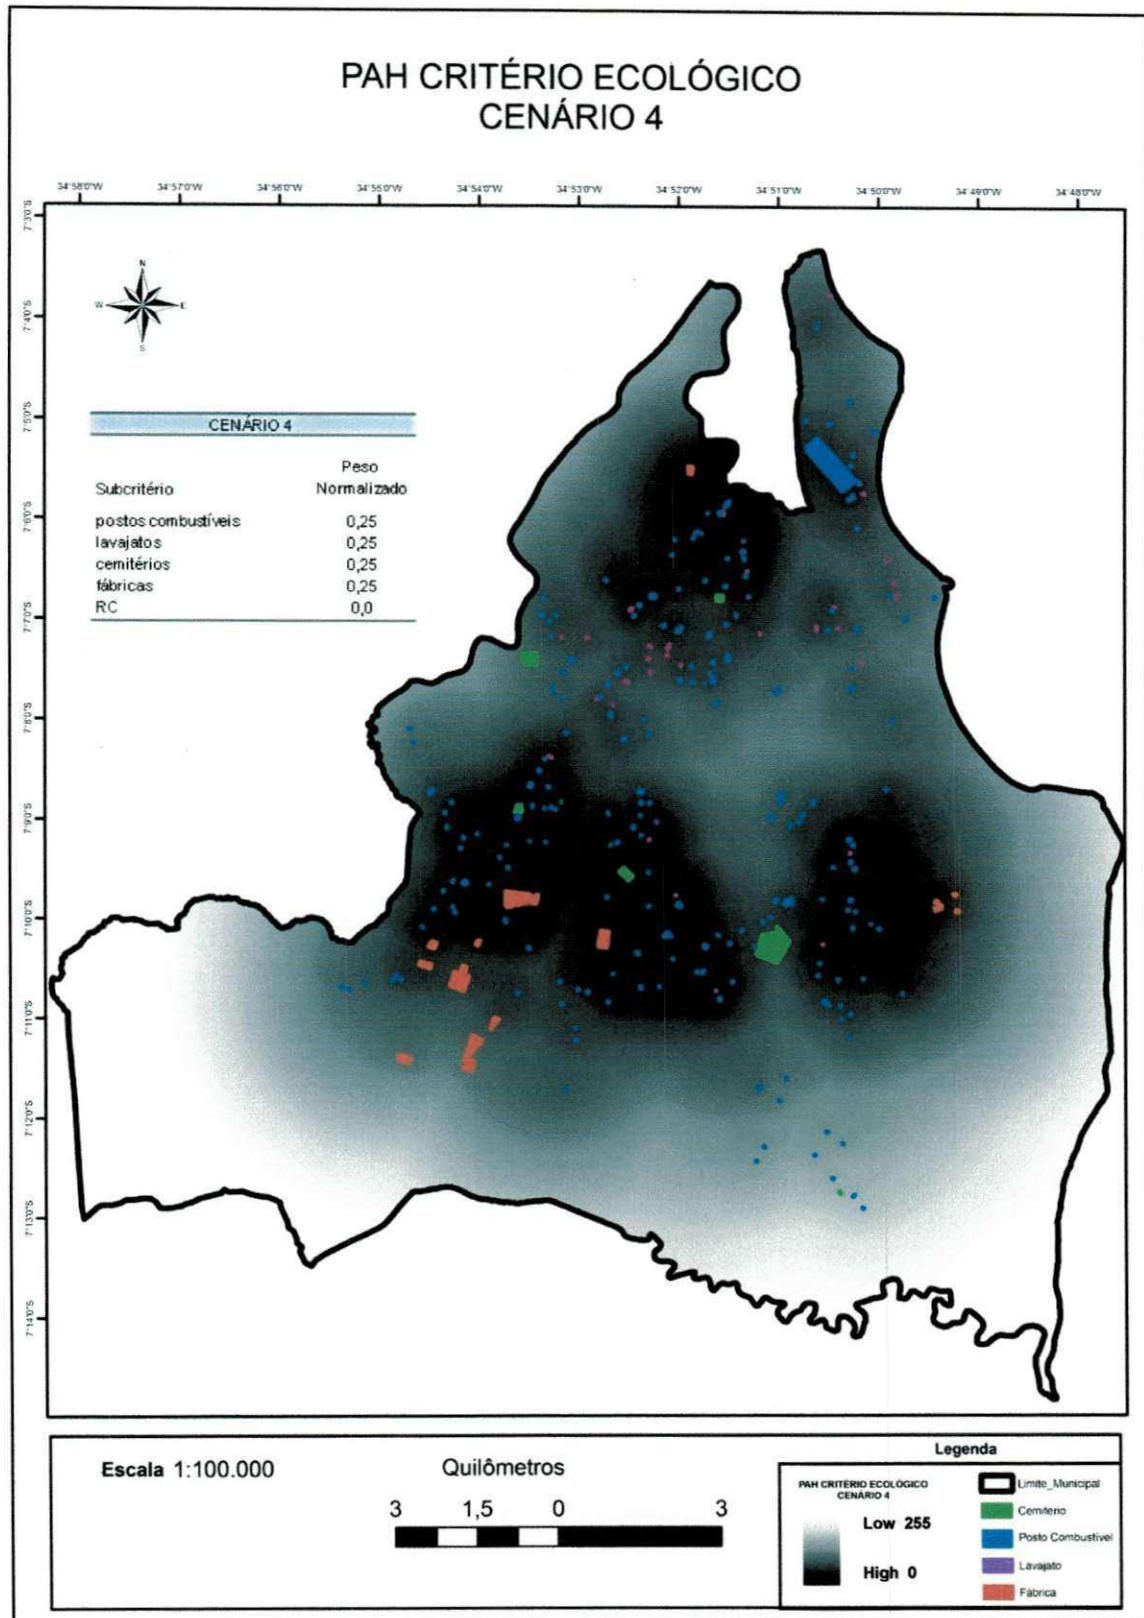 PAH CRITÉRIO ECOLÓGICO
CENÁRIO 4
34°58'0"W 34°57'0"W 34°56'0"W 34°55'0"W 34°54'0"W 34°53'0"W 34°52'0"W 34°51'0"W 34°50'0"W 34°49'0"W 34°48'0"W
7°3'0"S
7°4'0"S
7°5'0"S
7°6'0"S
7°7'0"S
7°8'0"S
7°9'0"S
7°10'0"S
7°11'0"S
7°12'0"S
7°13'0"S
7°14'0"S
N
W E
S
CENÁRIO 4
Peso
Subcritério Normalizado
postos combustíveis 0,25
lavajatos 0,25
cemitérios 0,25
fábricas 0,25
RC 0,0
Escala 1:100.000
Quilômetros
3 1,5 0 3
Legenda
PAH CRITÉRIO ECOLÓGICO
CENÁRIO 4
Low 255
High 0
Limite_Municipal
Cemitério
Posto Combustível
Lavajato
Fábrica